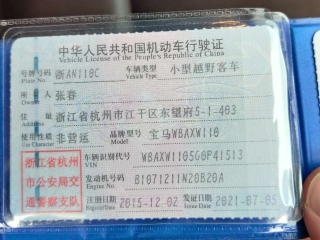 中华人民共和国机动车行驶证
Vehicle License of the People's Republic of China
号牌号码 浙AN110C 车辆类型 小型越野客车
Plate No. Vehicle Type
所有人 张春
Owner
住址 浙江省杭州市江干区东望府5-1-403
Address
使用性质 非营运 品牌型号 宝马WBAXW110
Use Character Model
浙江省杭州
市公安局交
通警察支队
车辆识别代号 WBAXW1105G0P41513
VIN
发动机号码 B1071211N20B20A
Engine No.
注册日期 2015-12-02 发证日期 2021-07-05
Register Date Issue Date